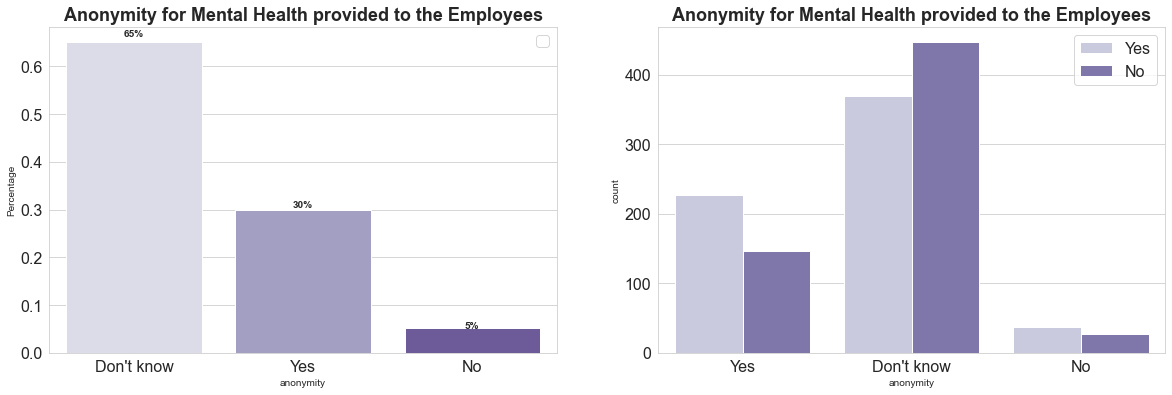 Anonymity for Mental Health provided to the Employees
65%
30%
5%
0.6
0.5
0.4
0.3
0.2
0.1
0.0
Percentage
Don't know Yes No
anonymity
Anonymity for Mental Health provided to the Employees
Yes
No
400
300
200
100
0
count
Yes Don't know No
anonymity